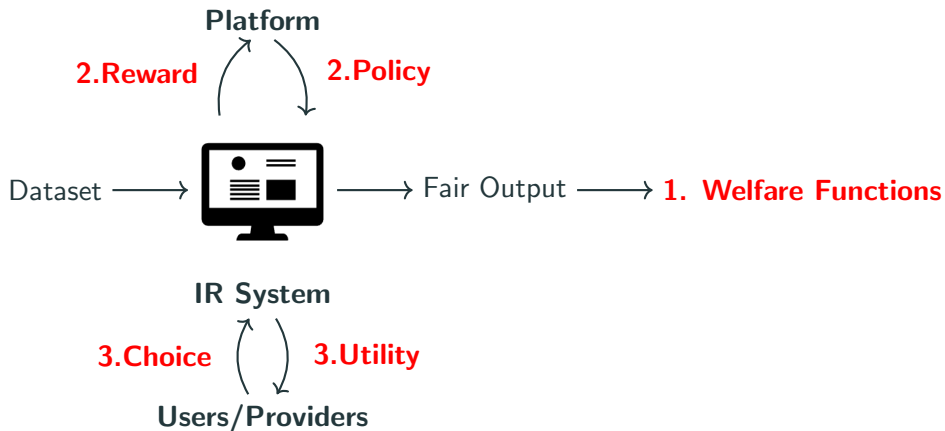 Platform
2.Reward
2.Policy
Dataset
Fair Output
1. Welfare Functions
IR System
3.Choice
3.Utility
Users/Providers